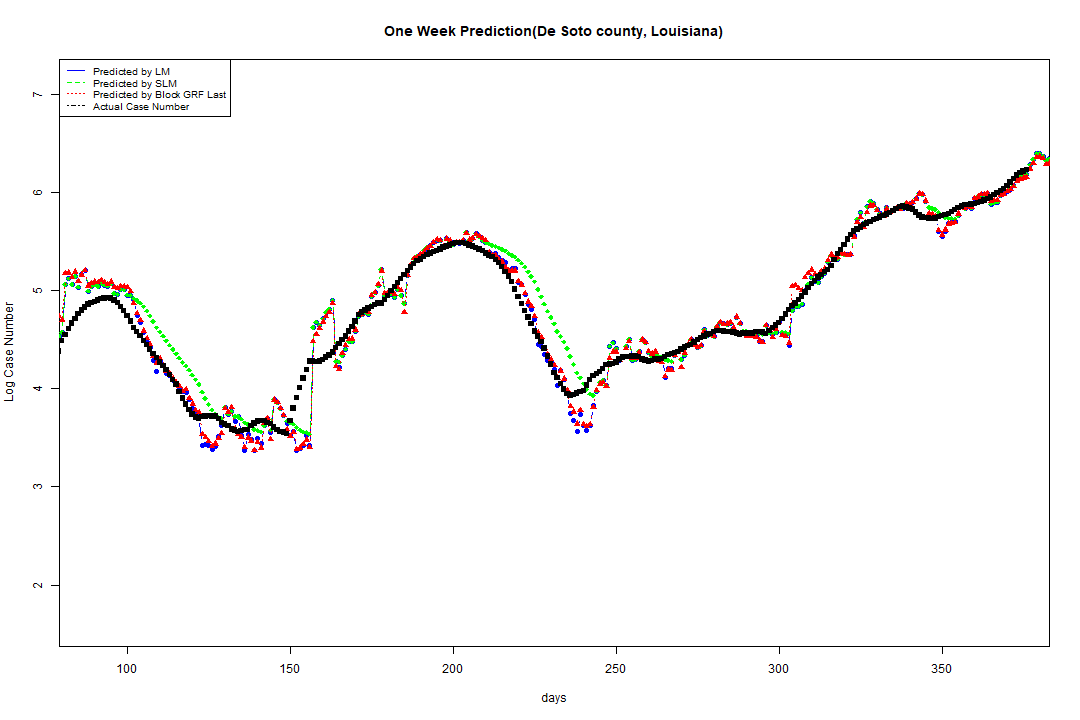 One Week Prediction(De Soto county, Louisiana)
Predicted by LM
Predicted by SLM
Predicted by Block GRF Last
Actual Case Number
7
6
5
4
3
2
Log Case Number
100 150 200 250 300 350
days